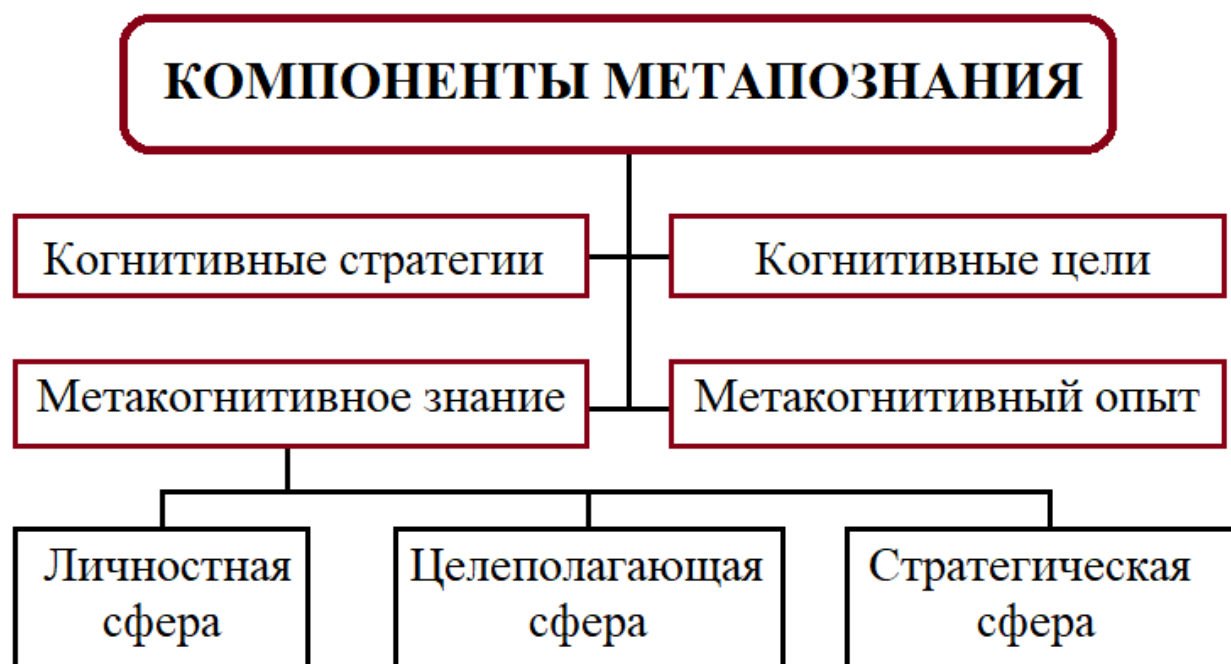 КОМПОНЕНТЫ МЕТАПОЗНАНИЯ
Когнитивные стратегии
Когнитивные цели
Метакогнитивное знание
Метакогнитивный опыт
Личностная
сфера
Целеполагающая
сфера
Стратегическая
сфера